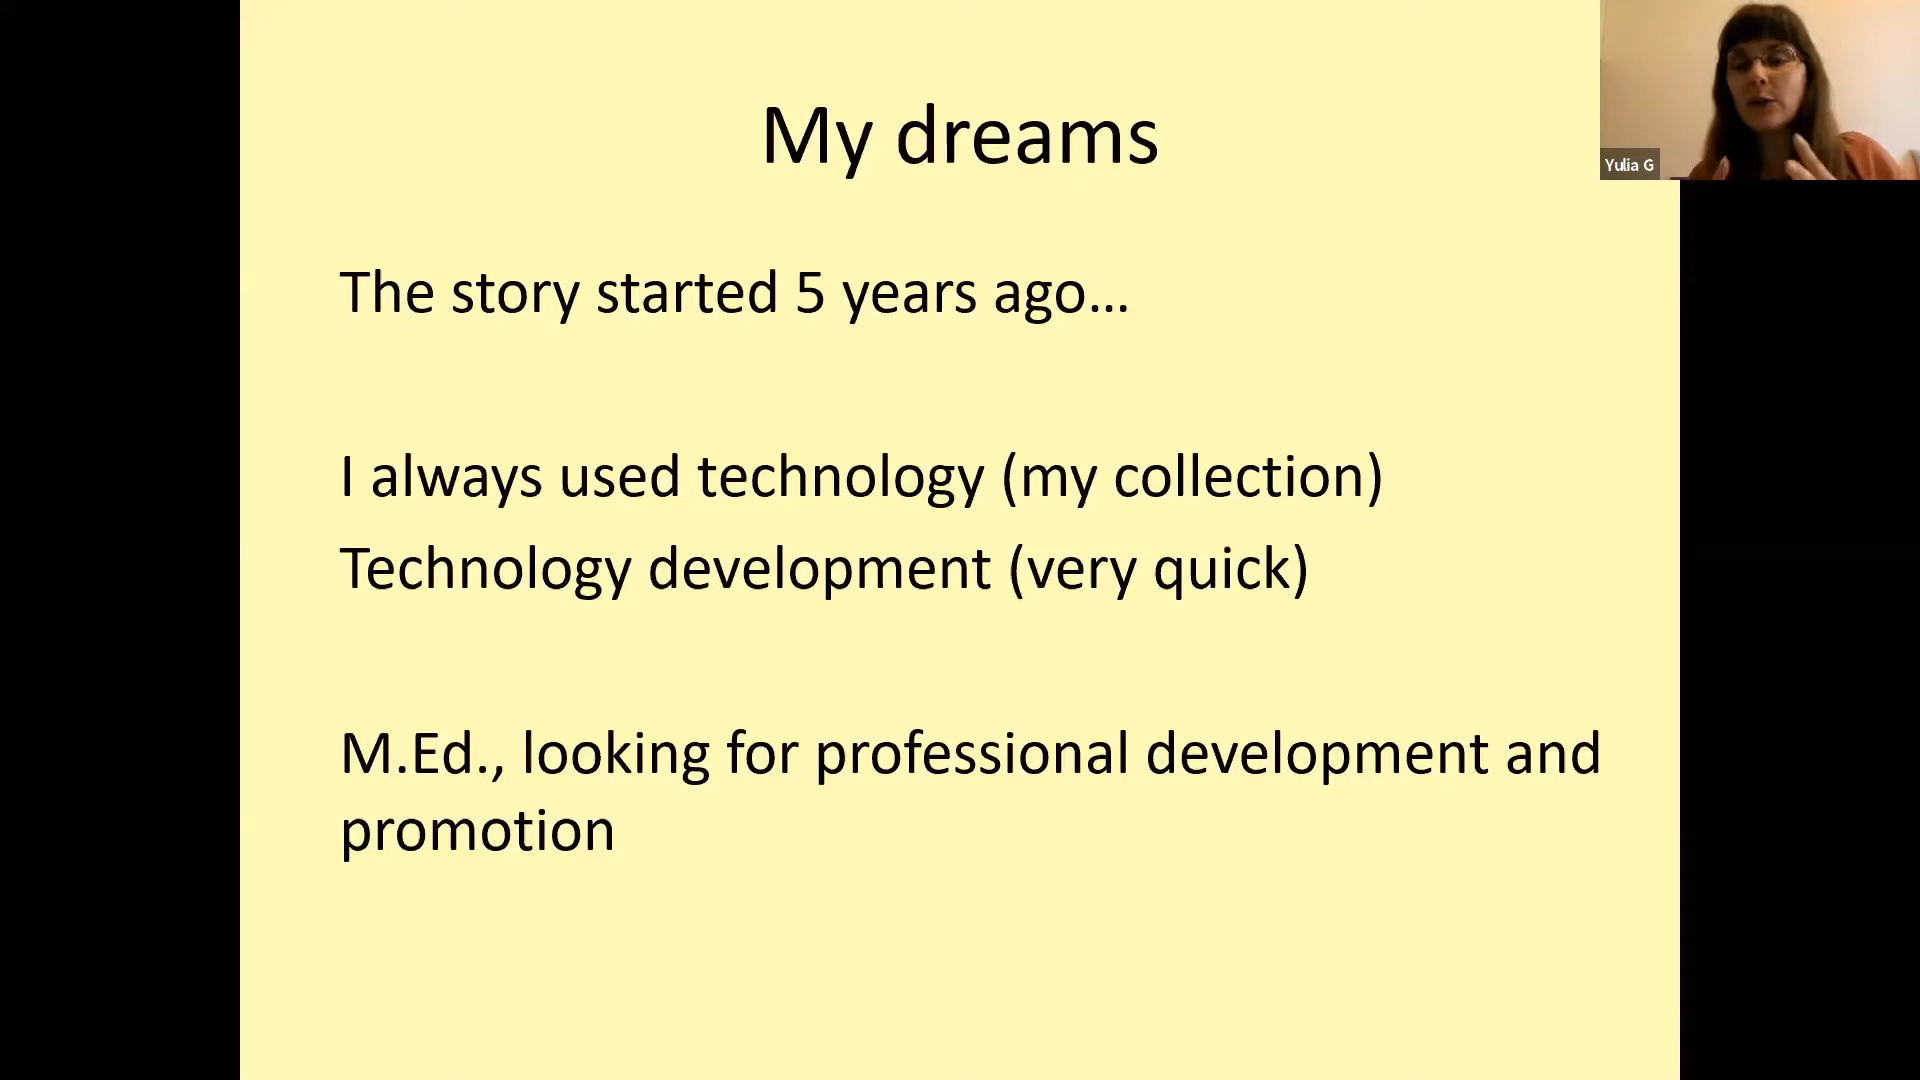 My dreams
Yulia G
The story started 5 years ago...
I always used technology (my collection)
Technology development (very quick)
M.Ed., looking for professional development and
promotion